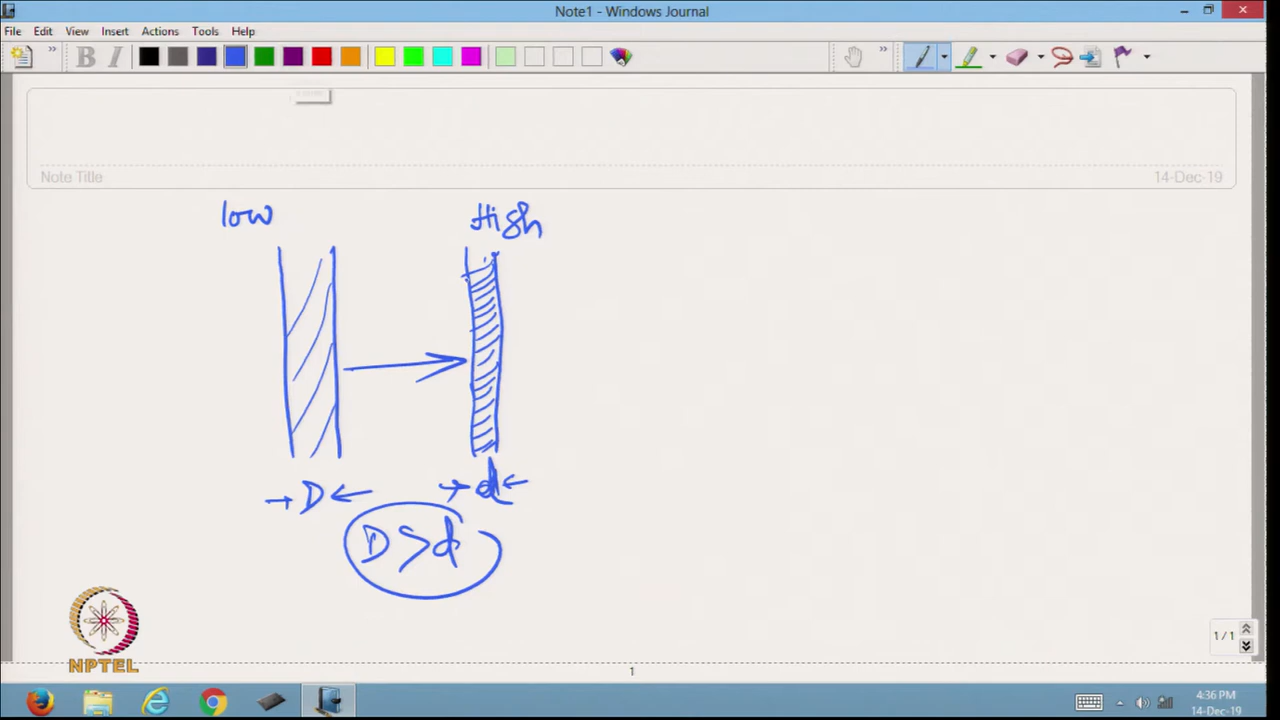 Note1 - Windows Journal
File Edit View Insert Actions Tools Help
B I
Note Title
14-Dec-19
low High
D d
D > d
NPTEL
1 / 1
1
4:36 PM
14-Dec-19